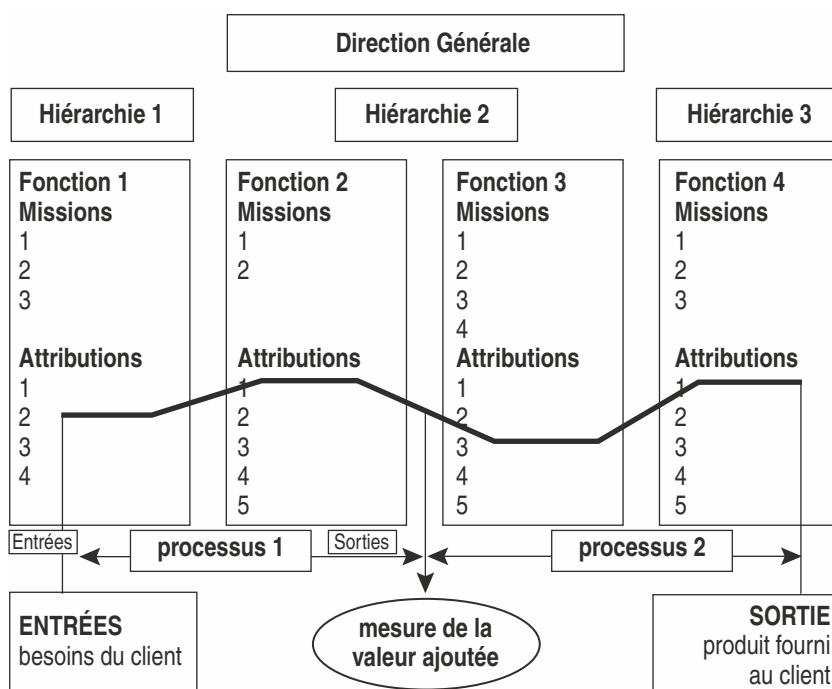 Direction Générale
Hiérarchie 1
Hiérarchie 2
Hiérarchie 3
Fonction 1
Missions
1
2
3
Attributions
1
2
3
4
Fonction 2
Missions
1
2
Attributions
1
2
3
4
5
Fonction 3
Missions
1
2
3
4
Attributions
1
2
3
4
5
Fonction 4
Missions
1
2
3
Attributions
1
2
3
4
5
Entrées
processus 1
Sorties
processus 2
ENTRÉES
besoins du client
mesure de la
valeur ajoutée
SORTIE
produit fourni
au client